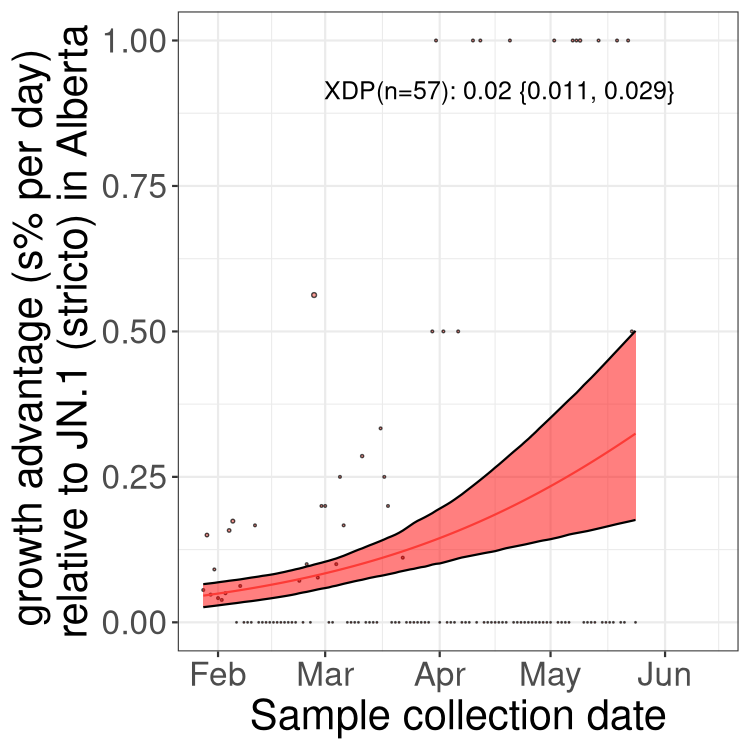 growth advantage (s% per day)
relative to JN.1 (stricto) in Alberta
1.00
0.75
0.50
0.25
0.00
XDP(n=57): 0.02 {0.011, 0.029}
Feb Mar Apr May Jun
Sample collection date